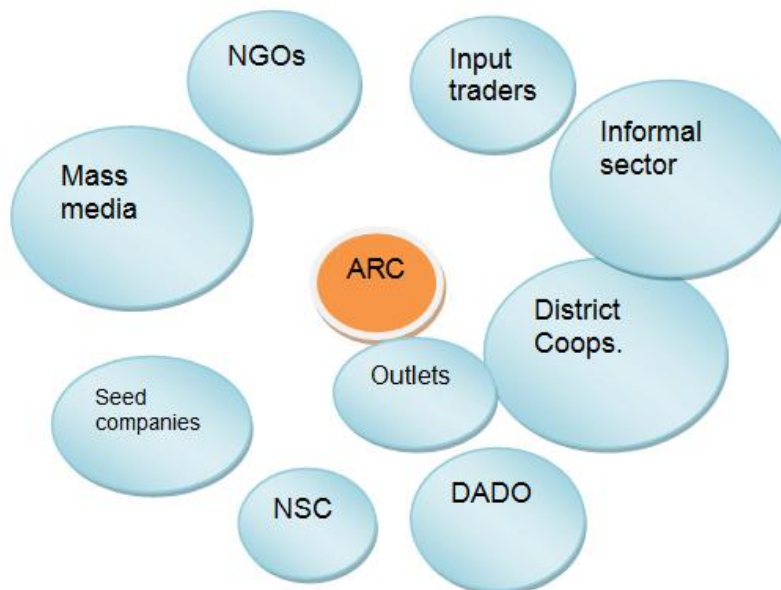 NGOs
Input
traders
Informal
sector
Mass
media
ARC
District
Coops.
Outlets
Seed
companies
NSC
DADO